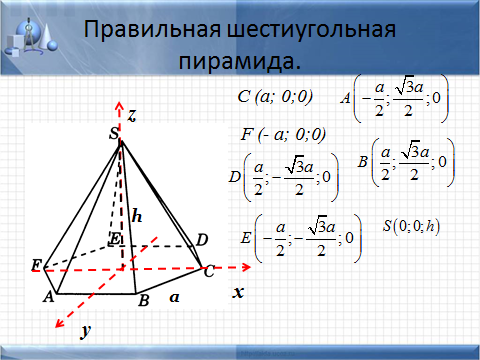 Правильная шестиугольная
пирамида.
C (a; 0;0)
A(-a/2; √3a/2; 0)
F (- a; 0;0)
D(a/2; -√3a/2; 0)
B(a/2; √3a/2; 0)
E(-a/2; -√3a/2; 0)
S(0;0;h)
z
S
h
E
D
F
C
A
B
a
x
y